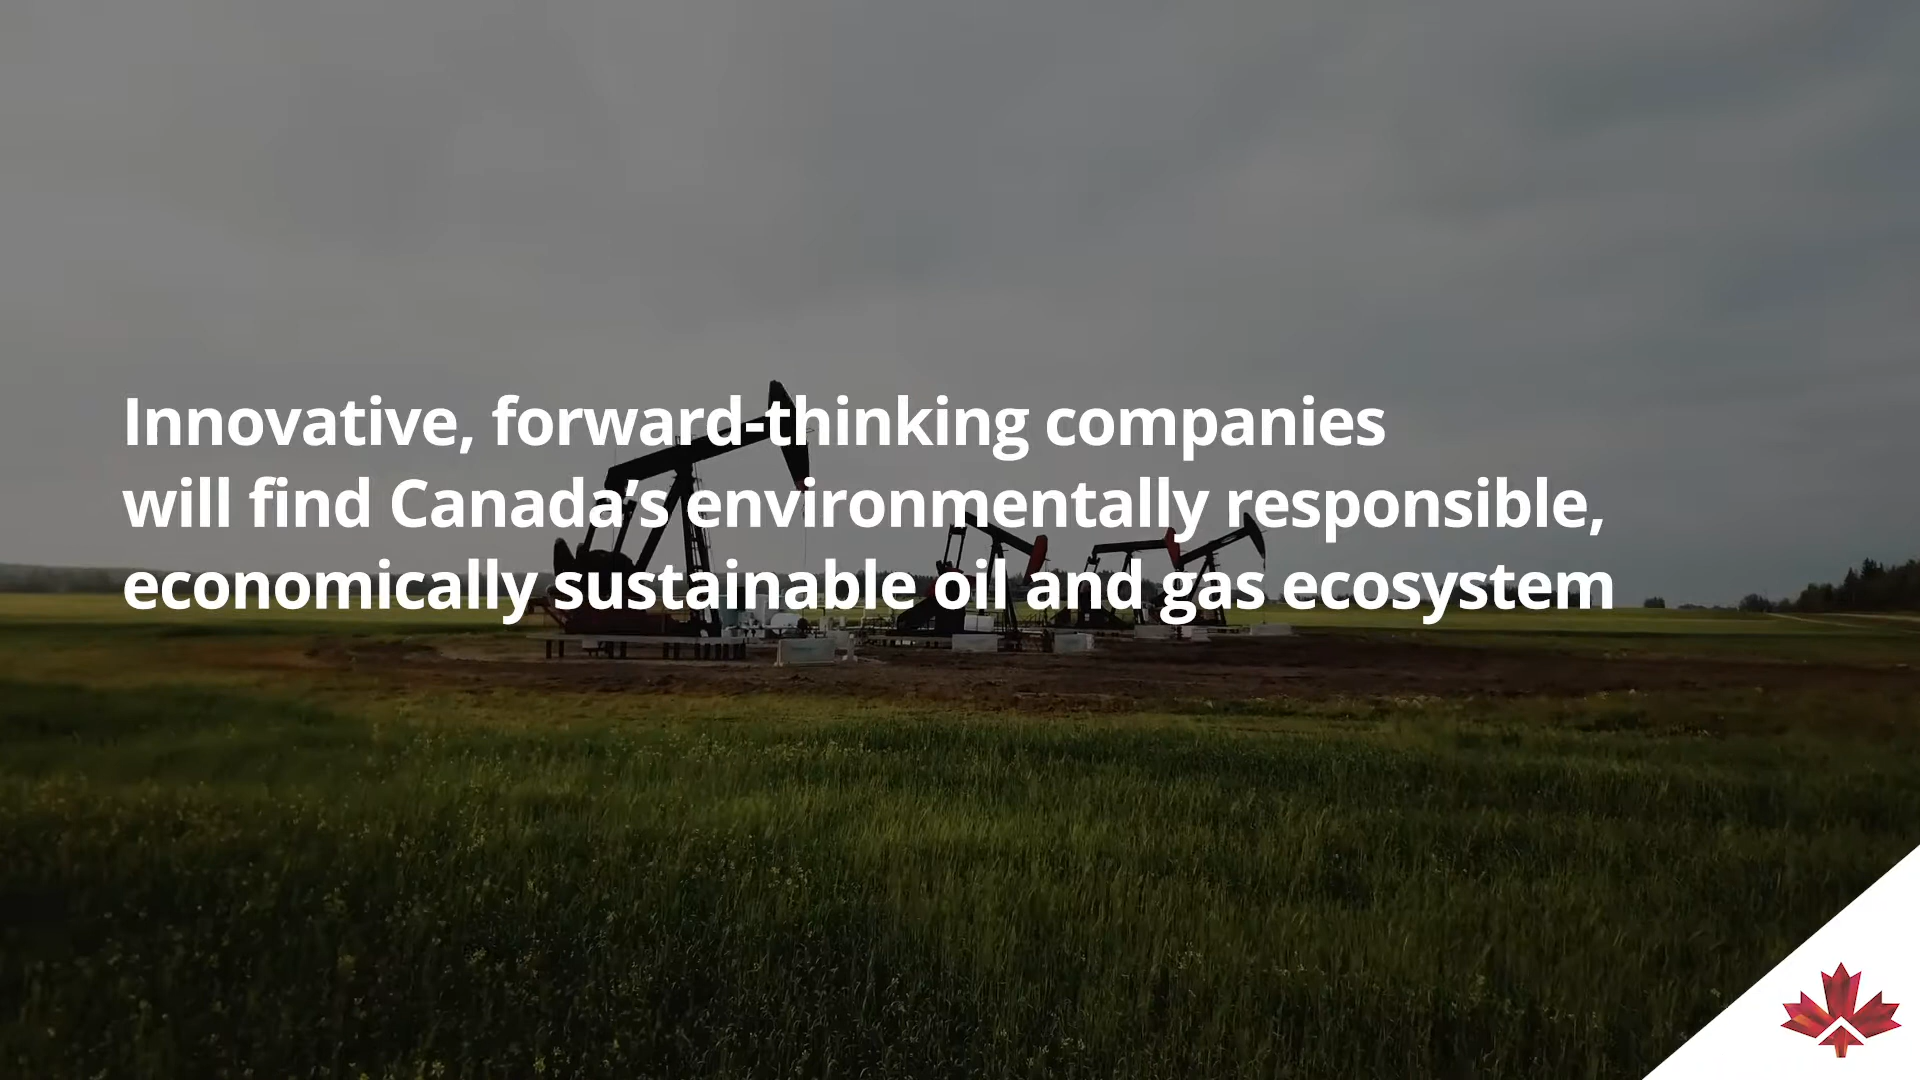 Innovative, forward-thinking companies
will find Canada’s environmentally responsible,
economically sustainable oil and gas ecosystem